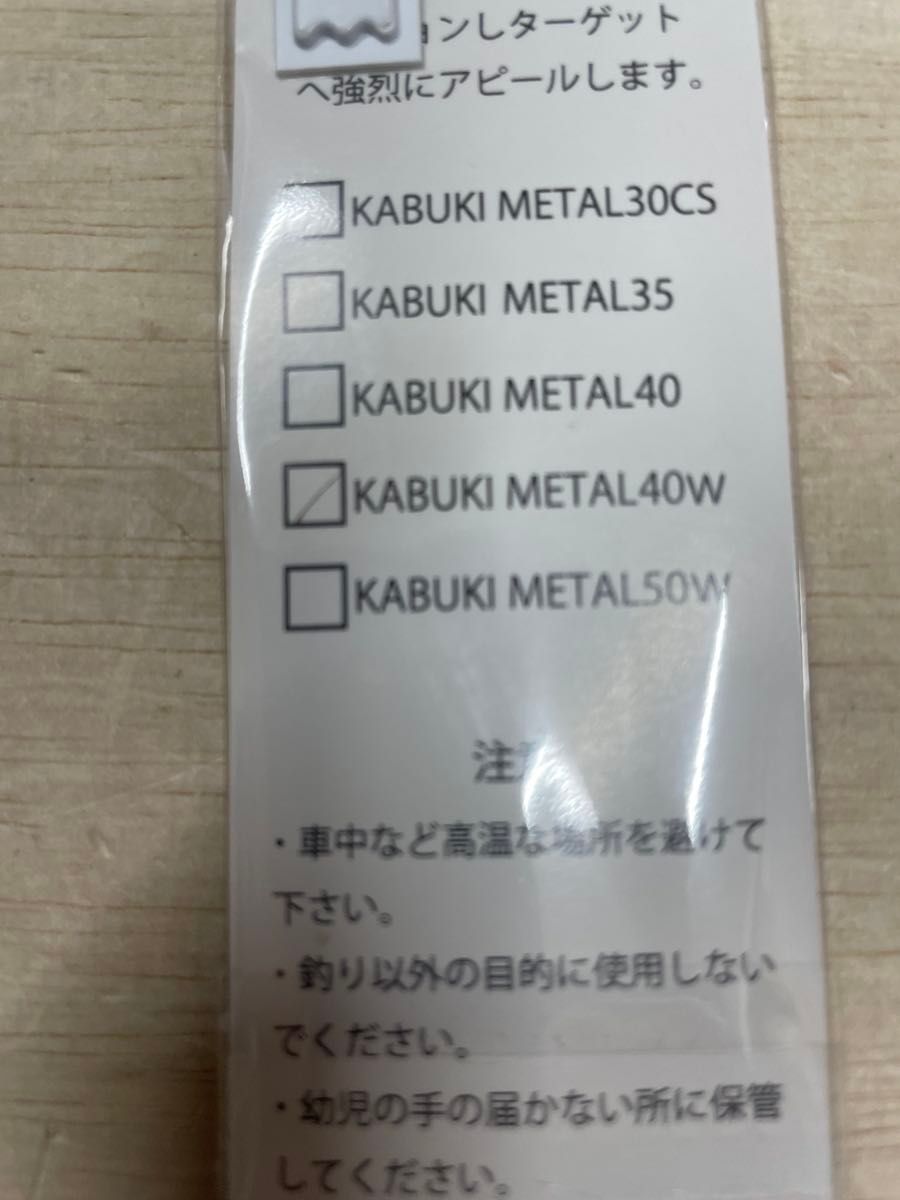 ョンしターゲット
へ強烈にアピールします。
KABUKI METAL30CS
KABUKI METAL35
KABUKI METAL40
KABUKI METAL40W
KABUKI METAL50W
注
・車中など高温な場所を避けて
下さい。
・釣り以外の目的に使用しない
でください。
・幼児の手の届かない所に保管
してください。